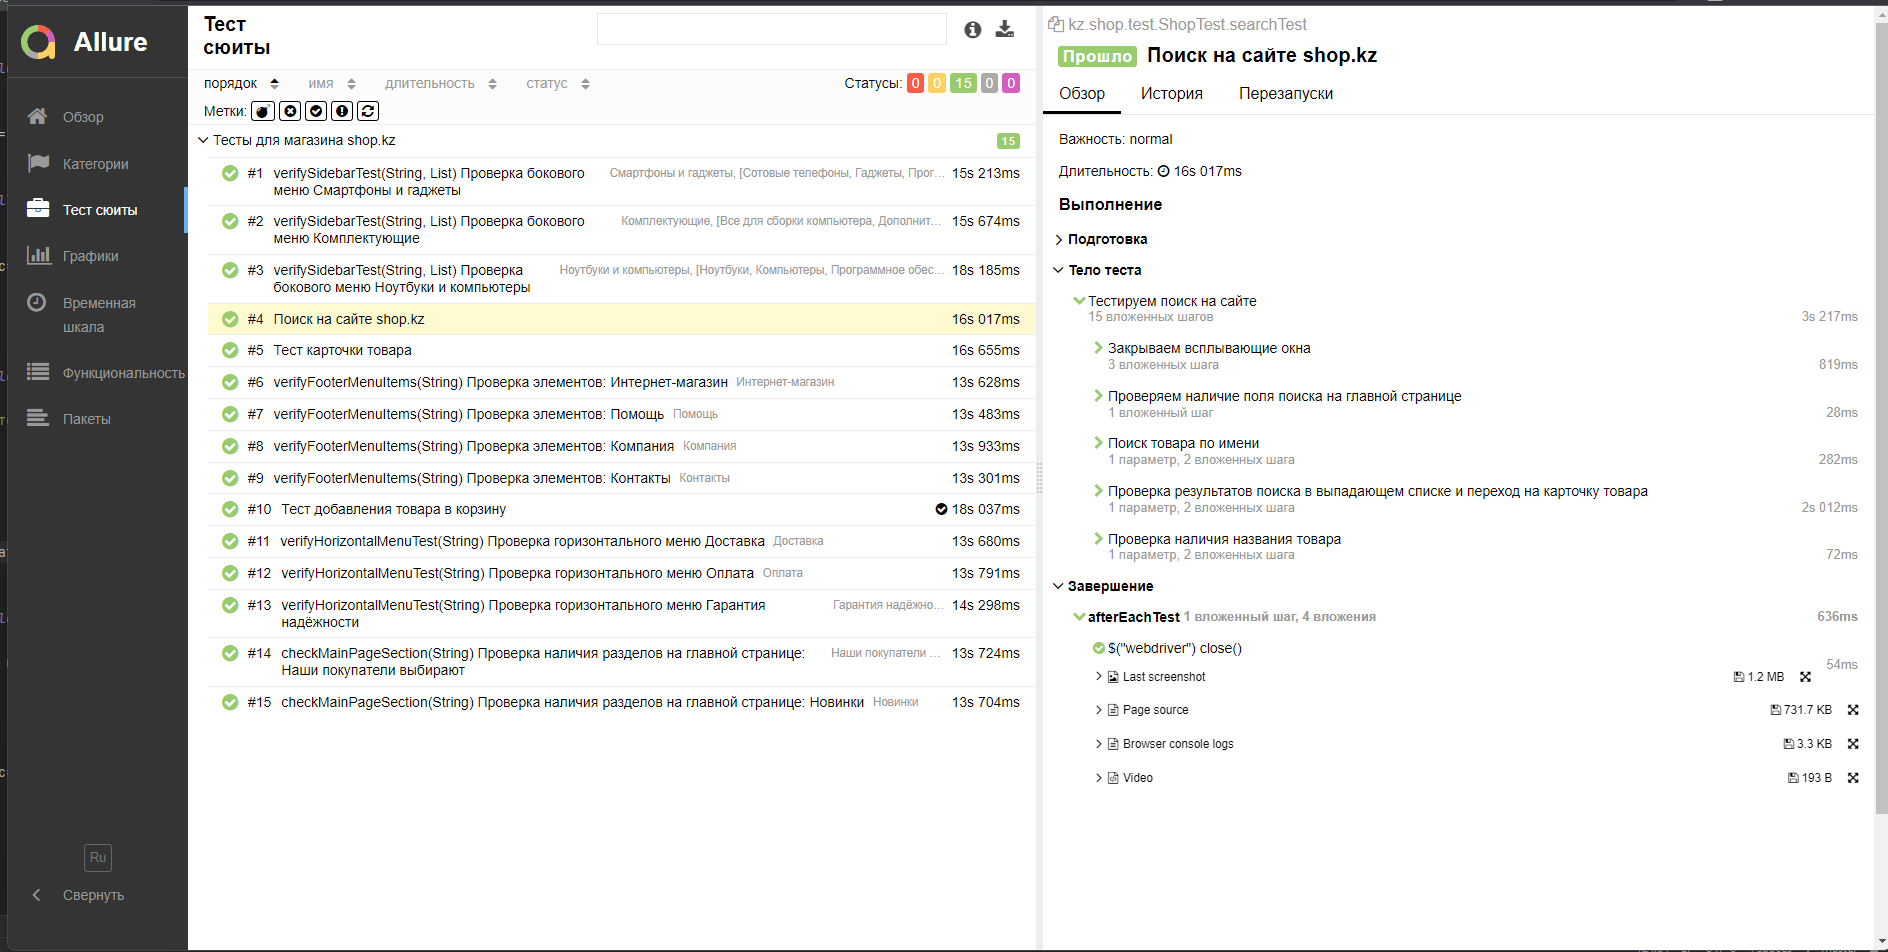 Allure
Обзор
Категории
Тест сюиты
Графики
Временная
шкала
Функциональность
Пакеты
Ru
Свернуть
Тест
сюиты
порядок имя длительность статус
Статусы: 0 0 15 0 0
Метки:
Тесты для магазина shop.kz 15
#1 verifySidebarTest(String, List) Проверка бокового Смартфоны и гаджеты, [Сотовые телефоны, Гаджеты, Прог... 15s 213ms
меню Смартфоны и гаджеты
#2 verifySidebarTest(String, List) Проверка бокового Комплектующие, [Все для сборки компьютера, Дополнит... 15s 674ms
меню Комплектующие
#3 verifySidebarTest(String, List) Проверка Ноутбуки и компьютеры, [Ноутбуки, Компьютеры, Программное обес... 18s 185ms
бокового меню Ноутбуки и компьютеры
#4 Поиск на сайте shop.kz 16s 017ms
#5 Тест карточки товара 16s 655ms
#6 verifyFooterMenuItems(String) Проверка элементов: Интернет-магазин Интернет-магазин 13s 628ms
#7 verifyFooterMenuItems(String) Проверка элементов: Помощь Помощь 13s 483ms
#8 verifyFooterMenuItems(String) Проверка элементов: Компания Компания 13s 933ms
#9 verifyFooterMenuItems(String) Проверка элементов: Контакты Контакты 13s 301ms
#10 Тест добавления товара в корзину 18s 037ms
#11 verifyHorizontalMenuTest(String) Проверка горизонтального меню Доставка Доставка 13s 680ms
#12 verifyHorizontalMenuTest(String) Проверка горизонтального меню Оплата Оплата 13s 791ms
#13 verifyHorizontalMenuTest(String) Проверка горизонтального меню Гарантия Гарантия надёжно... 14s 298ms
надёжности
#14 checkMainPageSection(String) Проверка наличия разделов на главной странице: Наши покупатели ... 13s 724ms
Наши покупатели выбирают
#15 checkMainPageSection(String) Проверка наличия разделов на главной странице: Новинки Новинки 13s 704ms
kz.shop.test.ShopTest.searchTest
Прошло Поиск на сайте shop.kz
Обзор История Перезапуски
Важность: normal
Длительность: 16s 017ms
Выполнение
Подготовка
Тело теста
Тестируем поиск на сайте
15 вложенных шагов 3s 217ms
Закрываем всплывающие окна
3 вложенных шага 819ms
Проверяем наличие поля поиска на главной странице
1 вложенный шаг 28ms
Поиск товара по имени
1 параметр, 2 вложенных шага 282ms
Проверка результатов поиска в выпадающем списке и переход на карточку товара
1 параметр, 2 вложенных шага 2s 012ms
Проверка наличия названия товара
1 параметр, 2 вложенных шага 72ms
Завершение
afterEachTest 1 вложенный шаг, 4 вложения 636ms
$("webdriver") close()
54ms
Last screenshot 1.2 MB
Page source 731.7 KB
Browser console logs 3.3 KB
Video 193 B